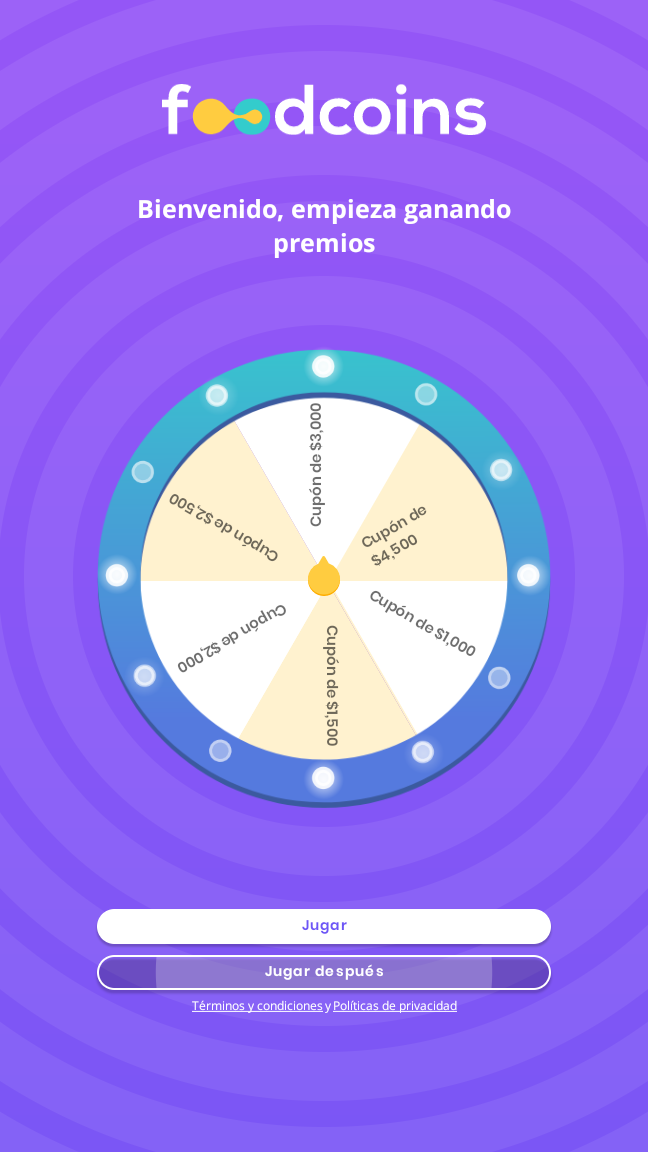 foodcoins
Bienvenido, empieza ganando
premios
Cupón de $3,000
Cupón de
$4,500
Cupón de $2,500
Cupón de $1,000
Cupón de $2,000
Cupón de $1,500
Jugar
Jugar después
Términos y condiciones y Políticas de privacidad